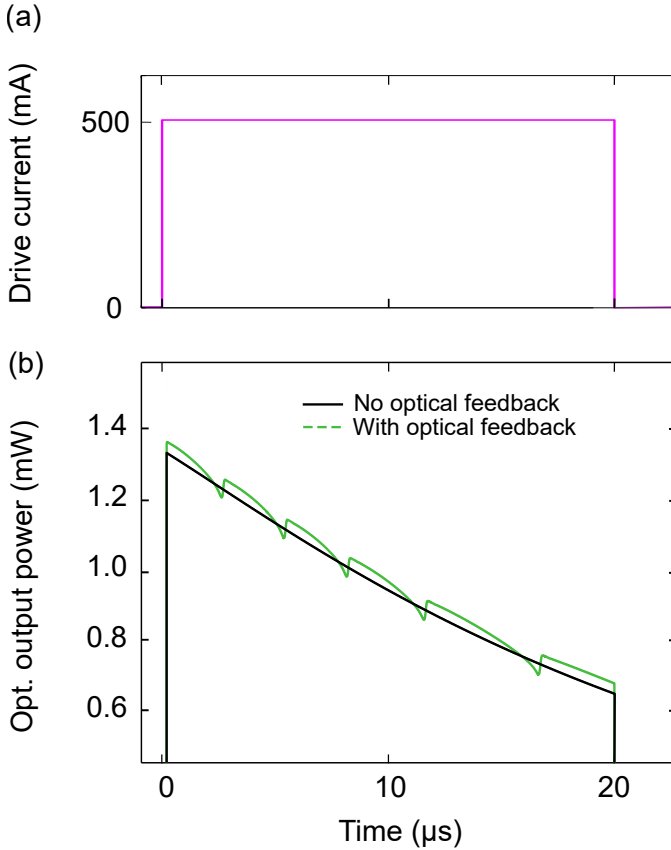 (a)
Drive current (mA)
500
0
(b)
Opt. output power (mW)
No optical feedback
With optical feedback
1.4
1.2
1.0
0.8
0.6
0
10
20
Time (µs)